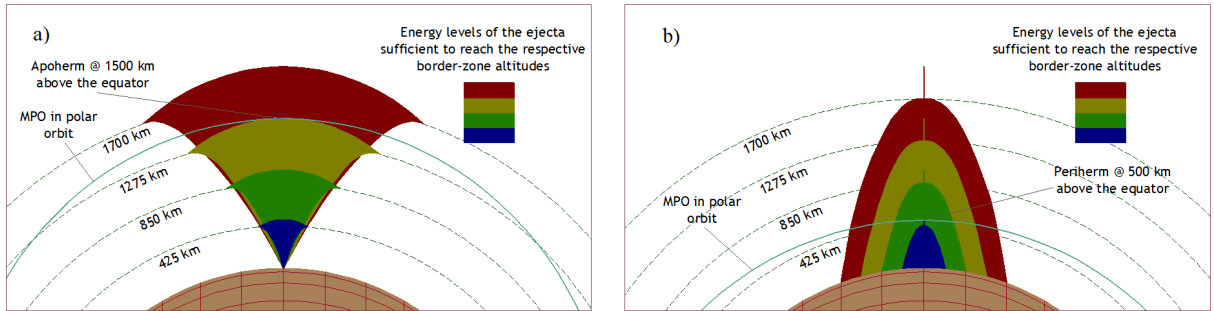 a)
Energy levels of the ejecta
sufficient to reach the respective
border-zone altitudes
Apoherm @ 1500 km
above the equator
MPO in polar
orbit
1700 km
1275 km
850 km
425 km
b)
Energy levels of the ejecta
sufficient to reach the respective
border-zone altitudes
1700 km
1275 km
Periherm @ 500 km
above the equator
MPO in polar
orbit
850 km
425 km